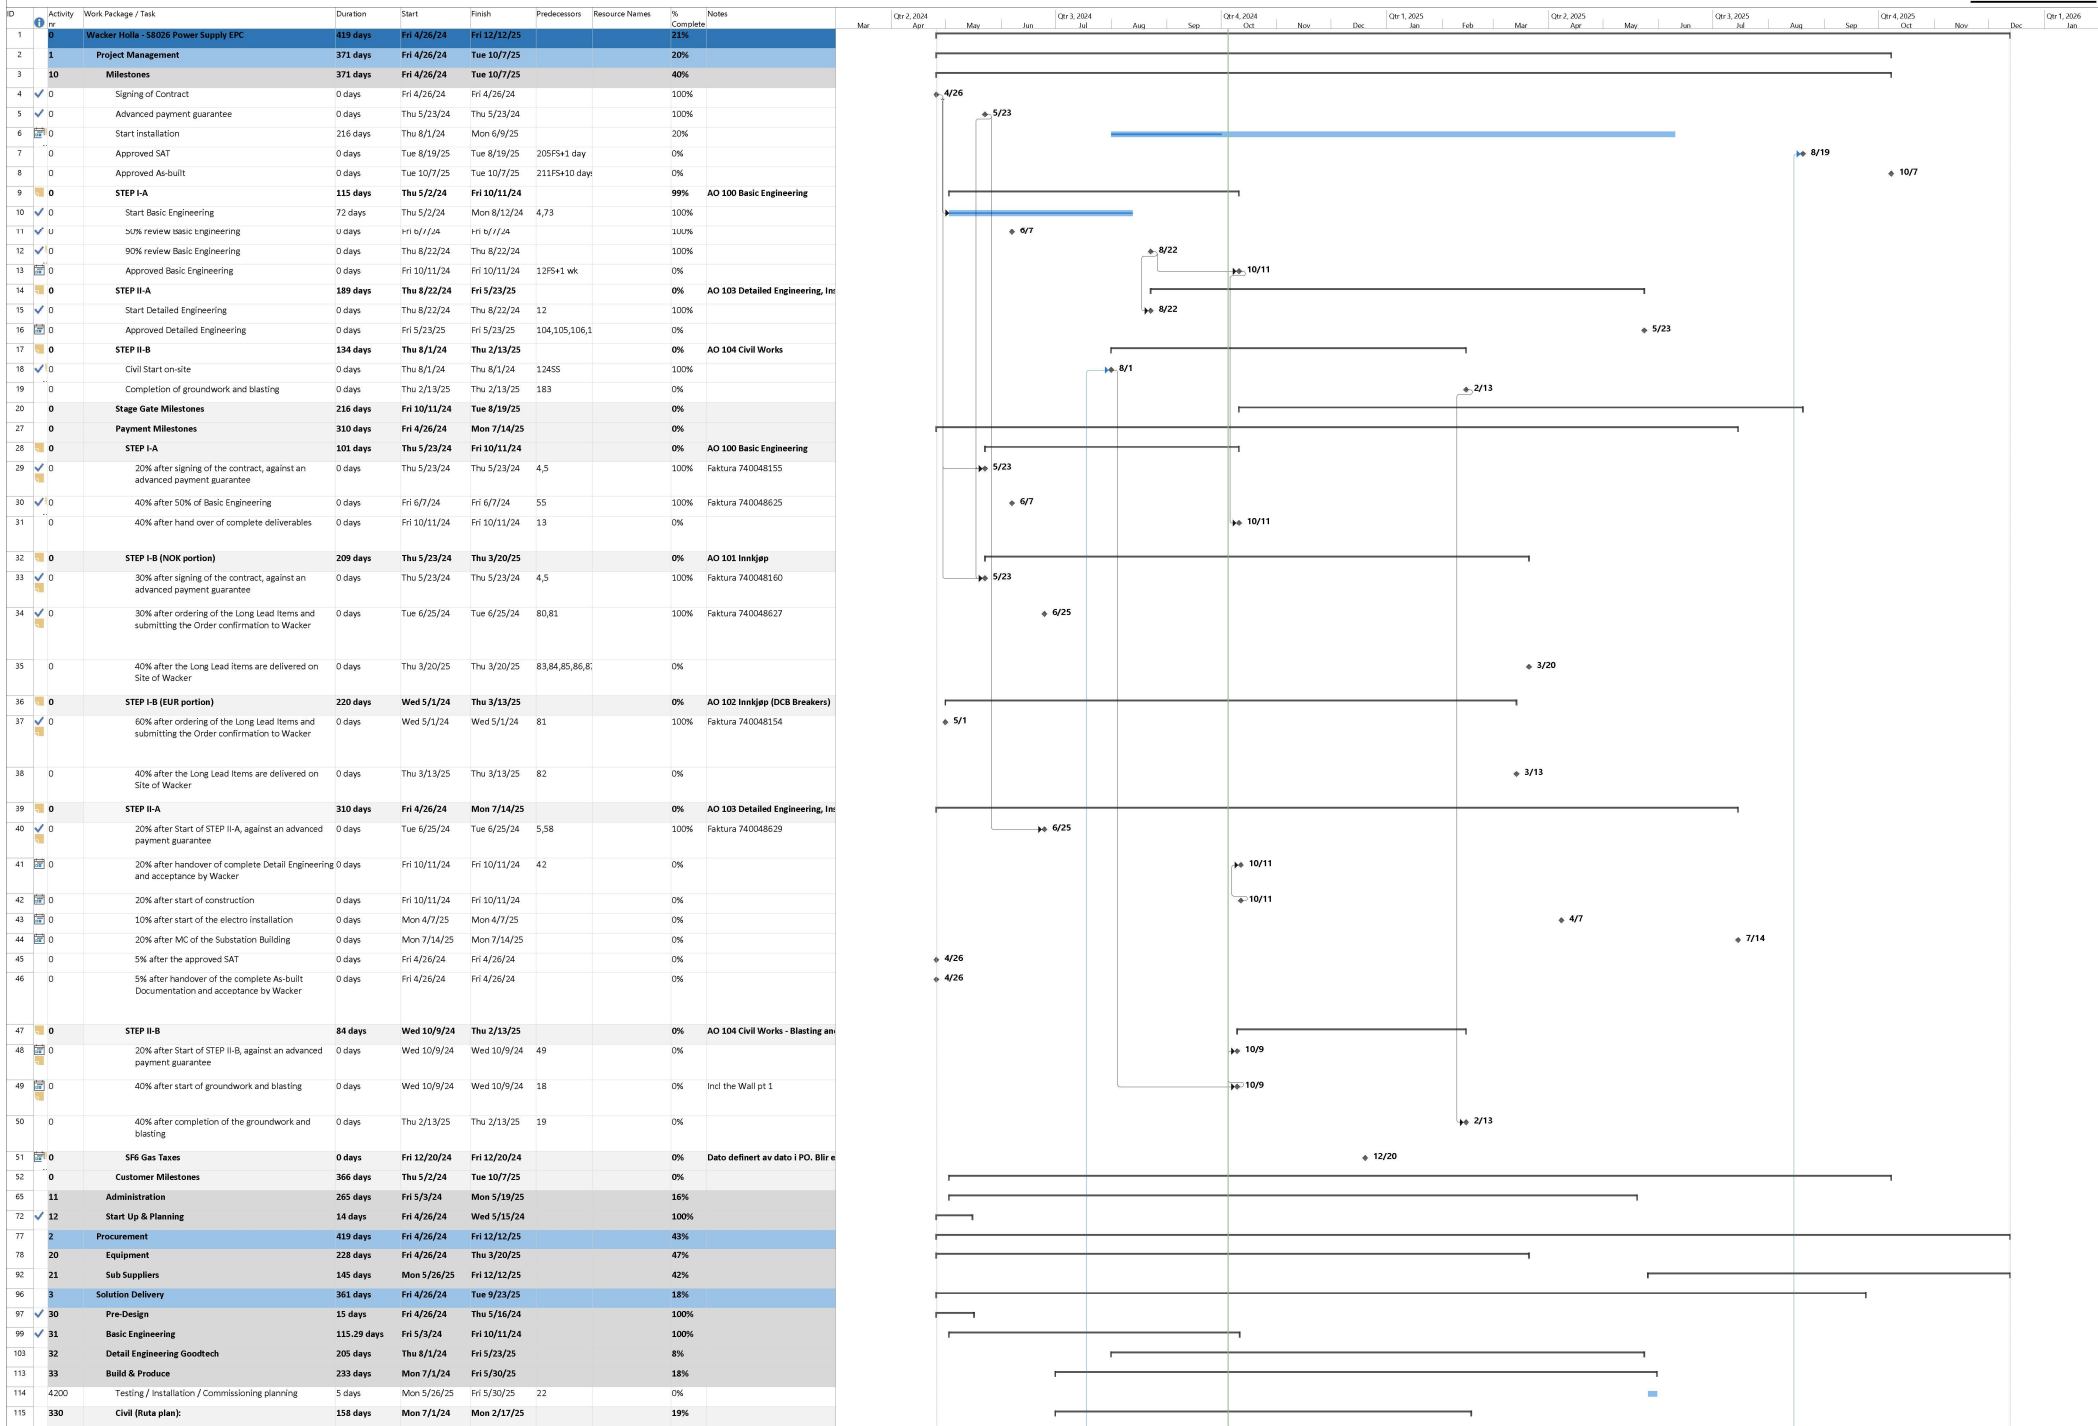 ID Activity nr Work Package / Task Duration Start Finish Predecessors Resource Names % Complete Notes
Qtr 2, 2024 Qtr 3, 2024 Qtr 4, 2024 Qtr 1, 2025 Qtr 2, 2025 Qtr 3, 2025 Qtr 4, 2025 Qtr 1, 2026
Mar Apr May Jun Jul Aug Sep Oct Nov Dec Jan Feb Mar Apr May Jun Jul Aug Sep Oct Nov Dec Jan
1 0 Wacker Holla - S8026 Power Supply EPC 419 days Fri 4/26/24 Fri 12/12/25 21%
2 1 Project Management 371 days Fri 4/26/24 Tue 10/7/25 20%
3 10 Milestones 371 days Fri 4/26/24 Tue 10/7/25 40%
4 0 Signing of Contract 0 days Fri 4/26/24 Fri 4/26/24 100% 4/26
5 0 Advanced payment guarantee 0 days Thu 5/23/24 Thu 5/23/24 100% 5/23
6 0 Start installation 216 days Thu 8/1/24 Mon 6/9/25 20%
7 0 Approved SAT 0 days Tue 8/19/25 Tue 8/19/25 205FS+1 day 0% 8/19
8 0 Approved As-built 0 days Tue 10/7/25 Tue 10/7/25 211FS+10 days 0% 10/7
9 0 STEP I-A 115 days Thu 5/2/24 Fri 10/11/24 99% AO 100 Basic Engineering
10 0 Start Basic Engineering 72 days Thu 5/2/24 Mon 8/12/24 4,73 100%
11 0 50% review Basic Engineering 0 days Fri 6/7/24 Fri 6/7/24 100% 6/7
12 0 90% review Basic Engineering 0 days Thu 8/22/24 Thu 8/22/24 100% 8/22
13 0 Approved Basic Engineering 0 days Fri 10/11/24 Fri 10/11/24 12FS+1 wk 0% 10/11
14 0 STEP II-A 189 days Thu 8/22/24 Fri 5/23/25 0% AO 103 Detailed Engineering, Ins
15 0 Start Detailed Engineering 0 days Thu 8/22/24 Thu 8/22/24 12 100% 8/22
16 0 Approved Detailed Engineering 0 days Fri 5/23/25 Fri 5/23/25 104,105,106,1 0% 5/23
17 0 STEP II-B 134 days Thu 8/1/24 Thu 2/13/25 0% AO 104 Civil Works
18 0 Civil Start on-site 0 days Thu 8/1/24 Thu 8/1/24 124SS 100% 8/1
19 0 Completion of groundwork and blasting 0 days Thu 2/13/25 Thu 2/13/25 183 0% 2/13
20 0 Stage Gate Milestones 216 days Fri 10/11/24 Tue 8/19/25 0%
27 0 Payment Milestones 310 days Fri 4/26/24 Mon 7/14/25 0%
28 0 STEP I-A 101 days Thu 5/23/24 Fri 10/11/24 0% AO 100 Basic Engineering
29 0 20% after signing of the contract, against an 0 days Thu 5/23/24 Thu 5/23/24 4,5 100% Faktura 740048155 5/23
advanced payment guarantee
30 0 40% after 50% of Basic Engineering 0 days Fri 6/7/24 Fri 6/7/24 55 100% Faktura 740048625 6/7
31 0 40% after hand over of complete deliverables 0 days Fri 10/11/24 Fri 10/11/24 13 0% 10/11
32 0 STEP I-B (NOK portion) 209 days Thu 5/23/24 Thu 3/20/25 0% AO 101 Innkjøp
33 0 30% after signing of the contract, against an 0 days Thu 5/23/24 Thu 5/23/24 4,5 100% Faktura 740048160 5/23
advanced payment guarantee
34 0 30% after ordering of the Long Lead Items and 0 days Tue 6/25/24 Tue 6/25/24 80,81 100% Faktura 740048627 6/25
submitting the Order confirmation to Wacker
35 0 40% after the Long Lead items are delivered on 0 days Thu 3/20/25 Thu 3/20/25 83,84,85,86,87 0% 3/20
Site of Wacker
36 0 STEP I-B (EUR portion) 220 days Wed 5/1/24 Thu 3/13/25 0% AO 102 Innkjøp (DCB Breakers)
37 0 60% after ordering of the Long Lead Items and 0 days Wed 5/1/24 Wed 5/1/24 81 100% Faktura 740048154 5/1
submitting the Order confirmation to Wacker
38 0 40% after the Long Lead Items are delivered on 0 days Thu 3/13/25 Thu 3/13/25 82 0% 3/13
Site of Wacker
39 0 STEP II-A 310 days Fri 4/26/24 Mon 7/14/25 0% AO 103 Detailed Engineering, Ins
40 0 20% after Start of STEP II-A, against an advanced 0 days Tue 6/25/24 Tue 6/25/24 5,58 100% Faktura 740048629 6/25
payment guarantee
41 0 20% after handover of complete Detail Engineering 0 days Fri 10/11/24 Fri 10/11/24 42 0% 10/11
and acceptance by Wacker
42 0 20% after start of construction 0 days Fri 10/11/24 Fri 10/11/24 0% 10/11
43 0 10% after start of the electro installation 0 days Mon 4/7/25 Mon 4/7/25 0% 4/7
44 0 20% after MC of the Substation Building 0 days Mon 7/14/25 Mon 7/14/25 0% 7/14
45 0 5% after the approved SAT 0 days Fri 4/26/24 Fri 4/26/24 0% 4/26
46 0 5% after handover of the complete As-built 0 days Fri 4/26/24 Fri 4/26/24 0% 4/26
Documentation and acceptance by Wacker
47 0 STEP II-B 84 days Wed 10/9/24 Thu 2/13/25 0% AO 104 Civil Works - Blasting an
48 0 20% after Start of STEP II-B, against an advanced 0 days Wed 10/9/24 Wed 10/9/24 49 0% 10/9
payment guarantee
49 0 40% after start of groundwork and blasting 0 days Wed 10/9/24 Wed 10/9/24 18 0% Incl the Wall pt 1 10/9
50 0 40% after completion of the groundwork and 0 days Thu 2/13/25 Thu 2/13/25 19 0% 2/13
blasting
51 0 SF6 Gas Taxes 0 days Fri 12/20/24 Fri 12/20/24 0% Dato definert av dato i PO. Blir e 12/20
52 0 Customer Milestones 366 days Thu 5/2/24 Tue 10/7/25 0%
65 11 Administration 265 days Fri 5/3/24 Mon 5/19/25 16%
72 12 Start Up & Planning 14 days Fri 4/26/24 Wed 5/15/24 100%
77 2 Procurement 419 days Fri 4/26/24 Fri 12/12/25 43%
78 20 Equipment 228 days Fri 4/26/24 Thu 3/20/25 47%
92 21 Sub Suppliers 145 days Mon 5/26/25 Fri 12/12/25 42%
96 3 Solution Delivery 361 days Fri 4/26/24 Tue 9/23/25 18%
97 30 Pre-Design 15 days Fri 4/26/24 Thu 5/16/24 100%
99 31 Basic Engineering 115.29 days Fri 5/3/24 Fri 10/11/24 100%
103 32 Detail Engineering Goodtech 205 days Thu 8/1/24 Fri 5/23/25 8%
113 33 Build & Produce 233 days Mon 7/1/24 Fri 5/30/25 18%
114 4200 Testing / Installation / Commissioning planning 5 days Mon 5/26/25 Fri 5/30/25 22 0%
115 330 Civil (Ruta plan): 158 days Mon 7/1/24 Mon 2/17/25 19%